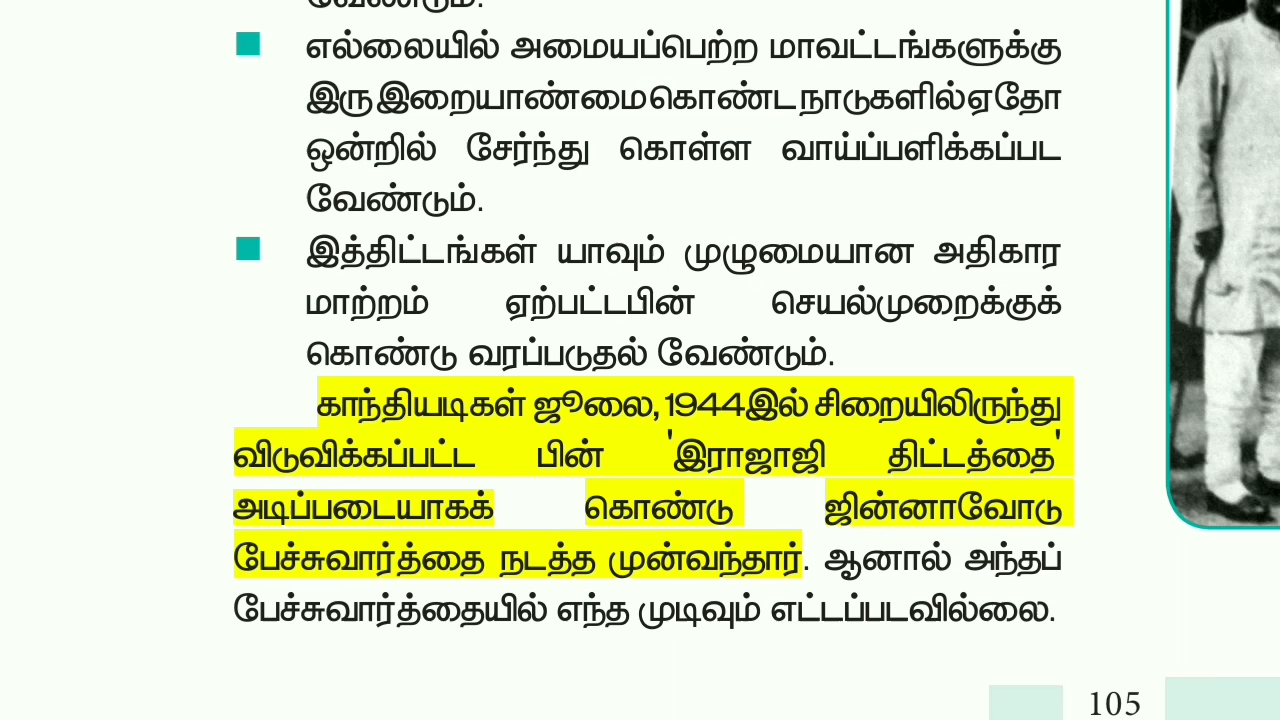 வேண்டும்.
எல்லையில் அமையப்பெற்ற மாவட்டங்களுக்கு
இரு இறையாண்மை கொண்ட நாடுகளில் ஏதோ
ஒன்றில் சேர்ந்து கொள்ள வாய்ப்பளிக்கப்பட
வேண்டும்.
இத்திட்டங்கள் யாவும் முழுமையான அதிகார
மாற்றம் ஏற்பட்டபின் செயல்முறைக்குக்
கொண்டு வரப்படுதல் வேண்டும்.
காந்தியடிகள் ஜூலை, 1944இல் சிறையிலிருந்து
விடுவிக்கப்பட்ட பின் 'இராஜாஜி திட்டத்தை'
அடிப்படையாகக் கொண்டு ஜின்னாவோடு
பேச்சுவார்த்தை நடத்த முன்வந்தார். ஆனால் அந்தப்
பேச்சுவார்த்தையில் எந்த முடிவும் எட்டப்படவில்லை.
105